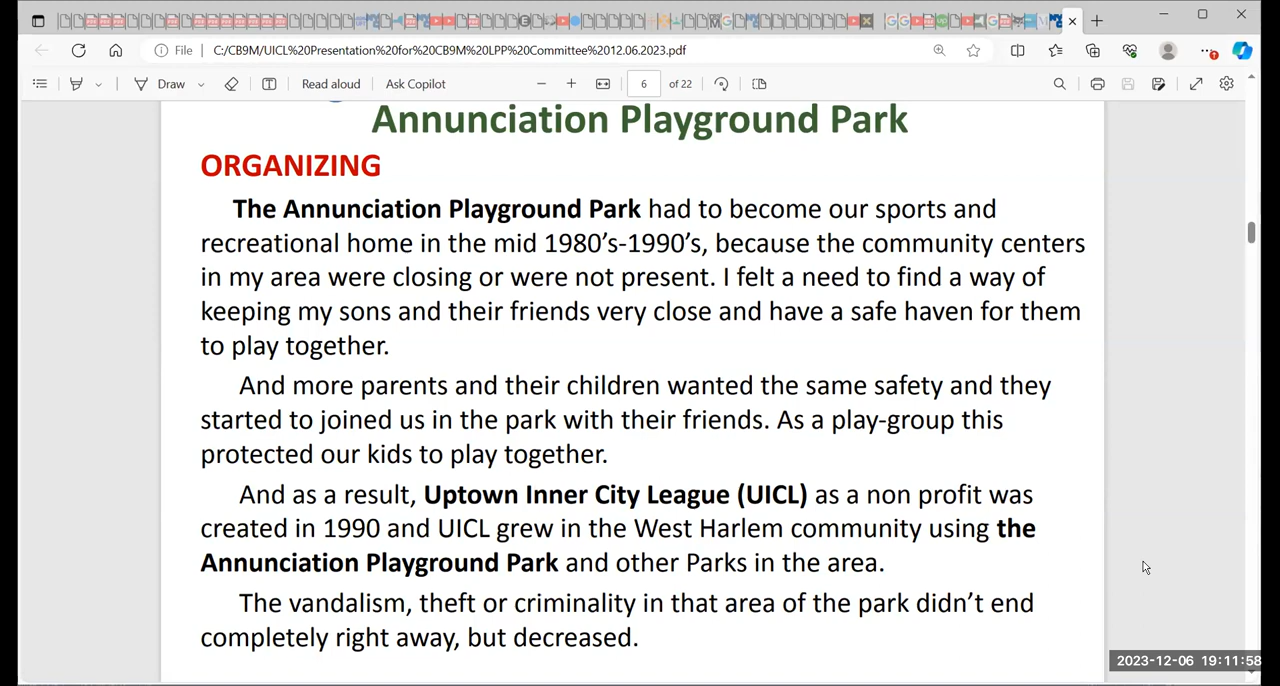 File C:/CB9M/UICL%20Presentation%20for%20CB9M%20LPP%20Committee%2012.06.2023.pdf
Draw Read aloud Ask Copilot 6 of 22
Annunciation Playground Park
ORGANIZING
The Annunciation Playground Park had to become our sports and
recreational home in the mid 1980’s-1990’s, because the community centers
in my area were closing or were not present. I felt a need to find a way of
keeping my sons and their friends very close and have a safe haven for them
to play together.
And more parents and their children wanted the same safety and they
started to joined us in the park with their friends. As a play-group this
protected our kids to play together.
And as a result, Uptown Inner City League (UICL) as a non profit was
created in 1990 and UICL grew in the West Harlem community using the
Annunciation Playground Park and other Parks in the area.
The vandalism, theft or criminality in that area of the park didn’t end
completely right away, but decreased.
2023-12-06 19:11:58